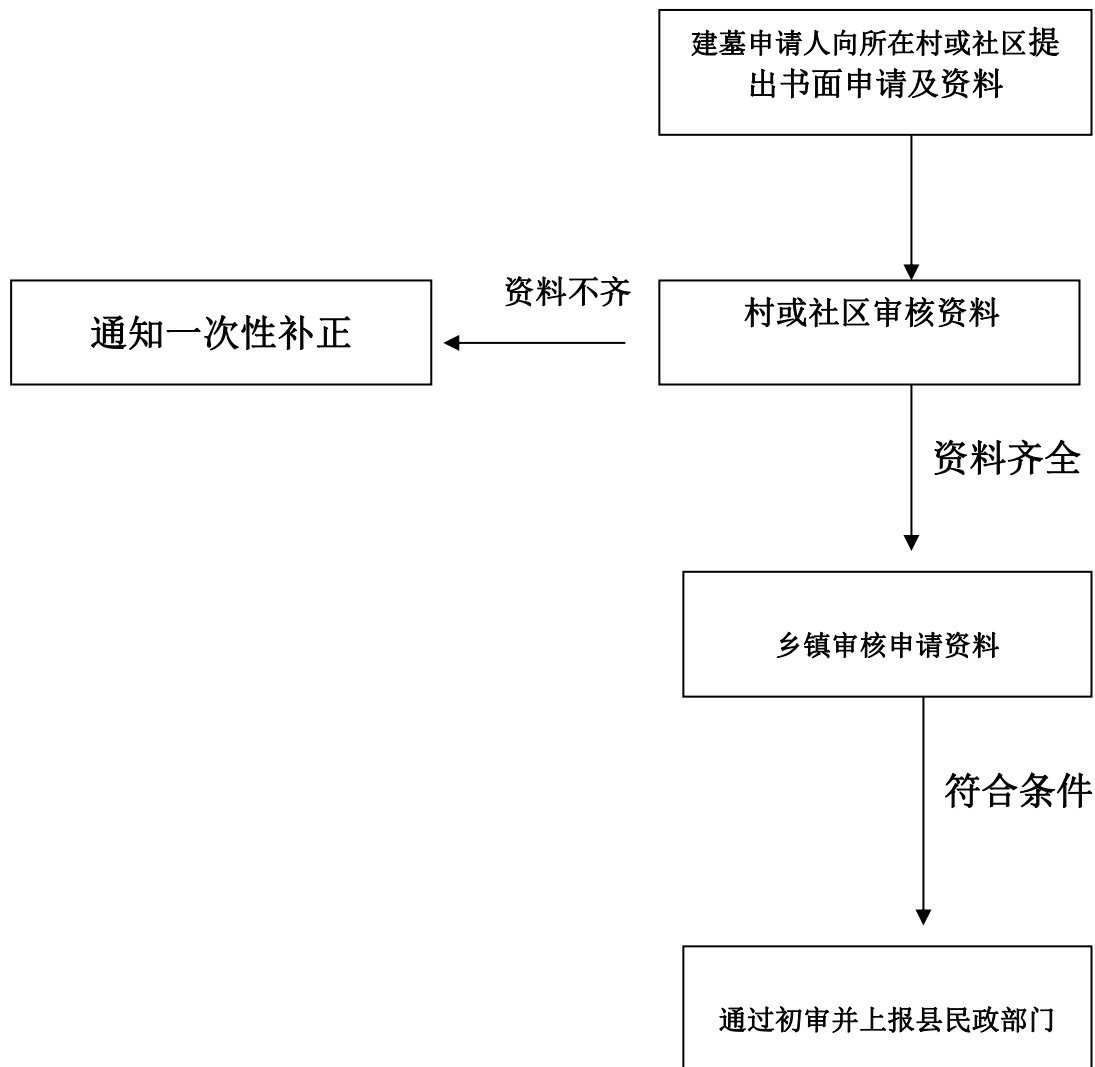 建墓申请人向所在村或社区提
出书面申请及资料
资料不齐
村或社区审核资料
通知一次性补正
资料齐全
乡镇审核申请资料
符合条件
通过初审并上报县民政部门